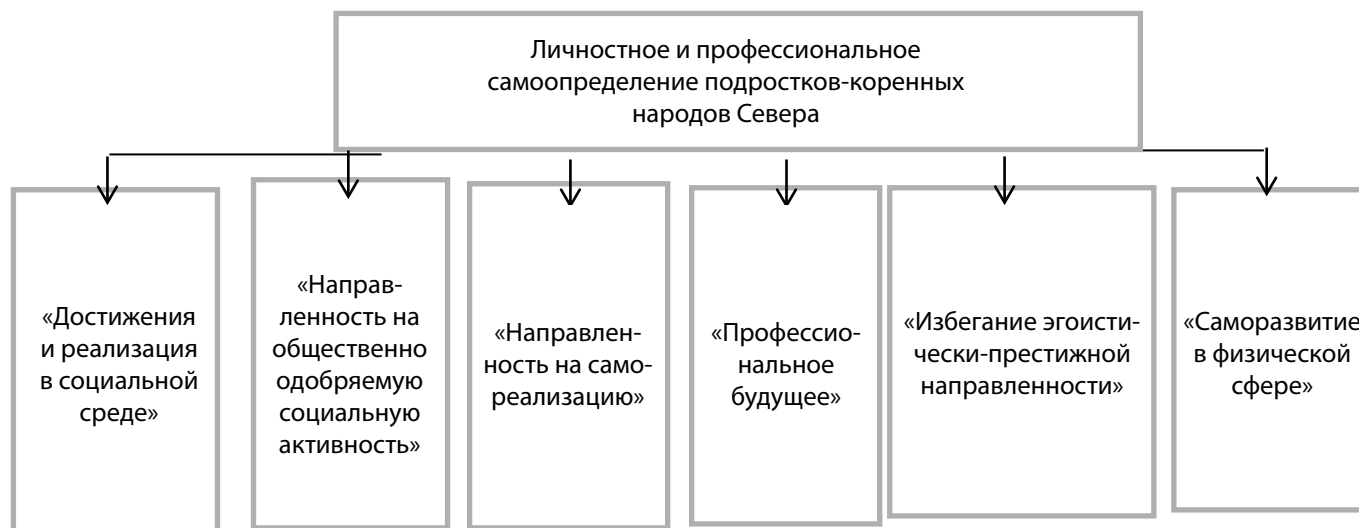 Личностное и профессиональное
самоопределение подростков-коренных
народов Севера
«Достижения
и реализация
в социальной
среде»
«Направ-
ленность на
общественно
одобряемую
социальную
активность»
«Направлен-
ность на само-
реализацию»
«Профессио-
нальное
будущее»
«Избегание эгоисти-
чески-престижной
направленности»
«Саморазвитие
в физической
сфере»